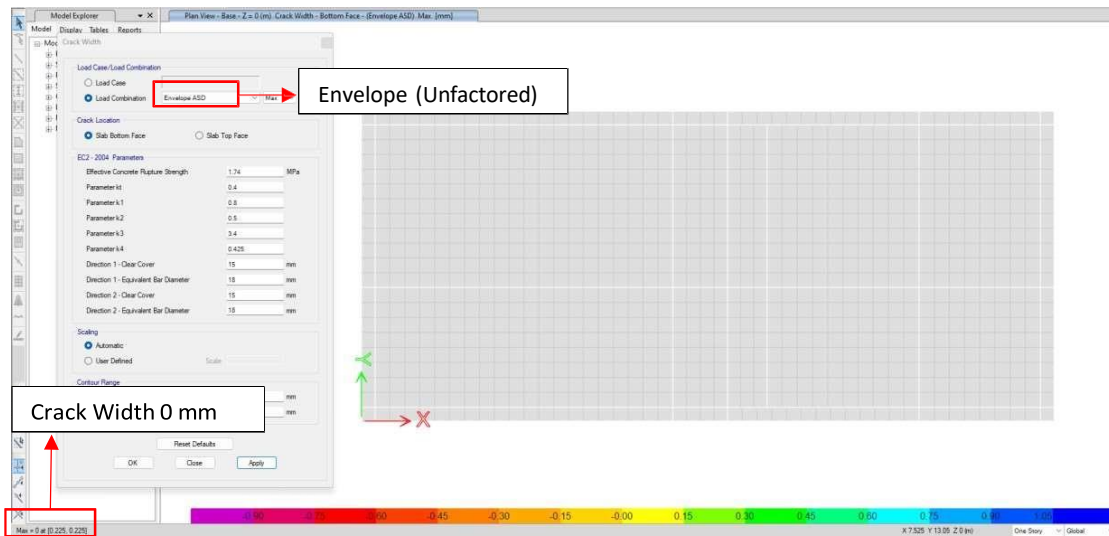 Model Explorer
Plan View - Base - Z = 0 (m) Crack Width - Bottom Face - (Envelope ASD) Max. [mm]
Model Display Tables Reports
Crack Width
Load Case/Load Combination
Load Case
Load Combination Envelope ASD Max
Envelope (Unfactored)
Crack Location
Slab Bottom Face Slab Top Face
EC2 - 2004 Parameters
Effective Concrete Rupture Strength 1.74 MPa
Parameter kt 0.4
Parameter k1 0.8
Parameter k2 0.5
Parameter k3 3.4
Parameter k4 0.425
Direction 1 - Clear Cover 15 mm
Direction 1 - Equivalent Bar Diameter 18 mm
Direction 2 - Clear Cover 15 mm
Direction 2 - Equivalent Bar Diameter 18 mm
Scaling
Automatic
User Defined Scale
Contour Range
mm
mm
Crack Width 0 mm
Y
X
Reset Defaults
OK Close Apply
-0.90 -0.75 -0.60 -0.45 -0.30 -0.15 -0.00 0.15 0.30 0.45 0.60 0.75 0.90 1.05
Max = 0 at [0.225, 0.225]
X 7.525 Y 13.05 Z 0 (m) One Story Global